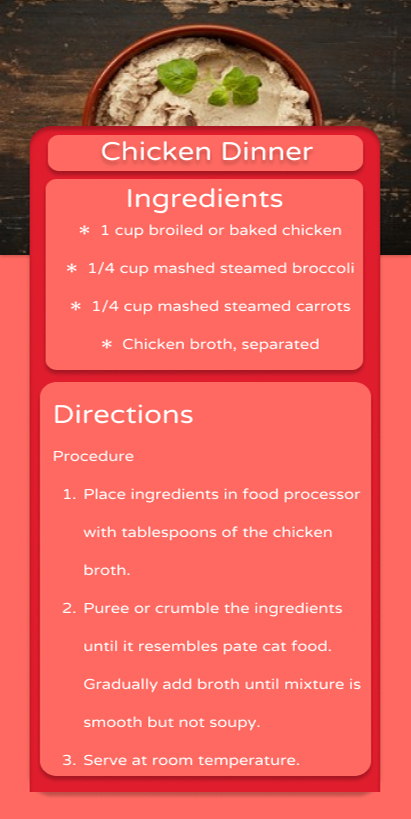 Chicken Dinner
Ingredients
* 1 cup broiled or baked chicken
* 1/4 cup mashed steamed broccoli
* 1/4 cup mashed steamed carrots
* Chicken broth, separated
Directions
Procedure
1. Place ingredients in food processor
with tablespoons of the chicken
broth.
2. Puree or crumble the ingredients
until it resembles pate cat food.
Gradually add broth until mixture is
smooth but not soupy.
3. Serve at room temperature.